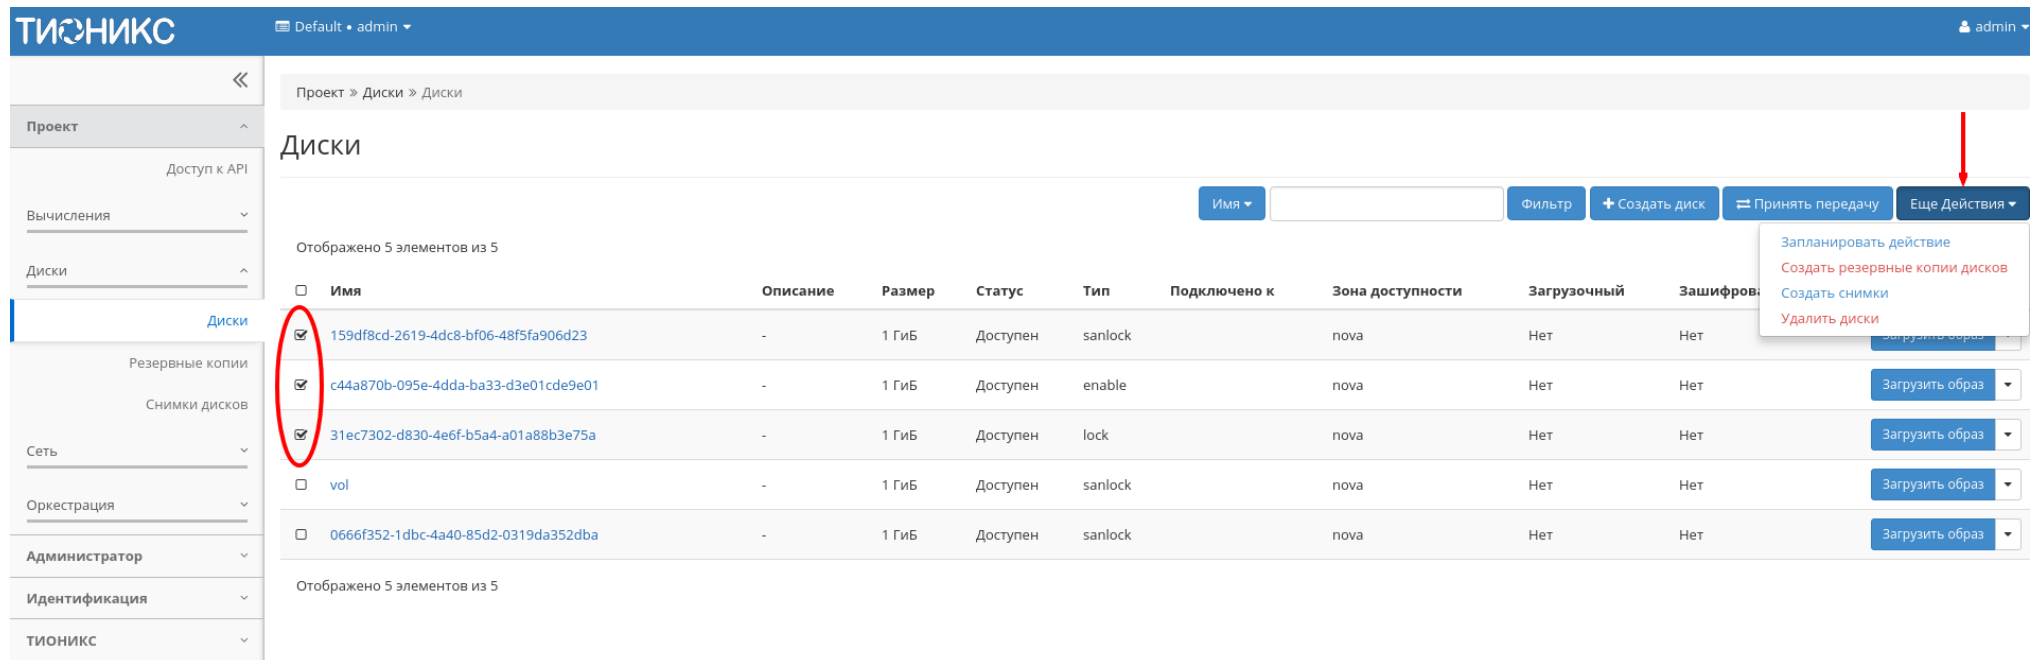 ТИОНИКС
Default • admin
admin
Проект » Диски » Диски
Проект
Диски
Доступ к API
Имя
Фильтр
Создать диск
Принять передачу
Еще Действия
Вычисления
Запланировать действие
Создать резервные копии дисков
Создать снимки
Удалить диски
Отображено 5 элементов из 5
Диски
Имя Описание Размер Статус Тип Подключено к Зона доступности Загрузочный
Диски
159df8cd-2619-4dc8-bf06-48f5fa906d23 - 1 ГиБ Доступен sanlock nova Нет Нет Загрузить образ
Резервные копии
c44a870b-095e-4dda-ba33-d3e01cde9e01 - 1 ГиБ Доступен enable nova Нет Нет Загрузить образ
Снимки дисков
31ec7302-d830-4e6f-b5a4-a01a88b3e75a - 1 ГиБ Доступен lock nova Нет Нет Загрузить образ
Сеть
vol - 1 ГиБ Доступен sanlock nova Нет Нет Загрузить образ
Оркестрация
0666f352-1dbc-4a40-85d2-0319da352dba - 1 ГиБ Доступен sanlock nova Нет Нет Загрузить образ
Администратор
Отображено 5 элементов из 5
Идентификация
ТИОНИКС